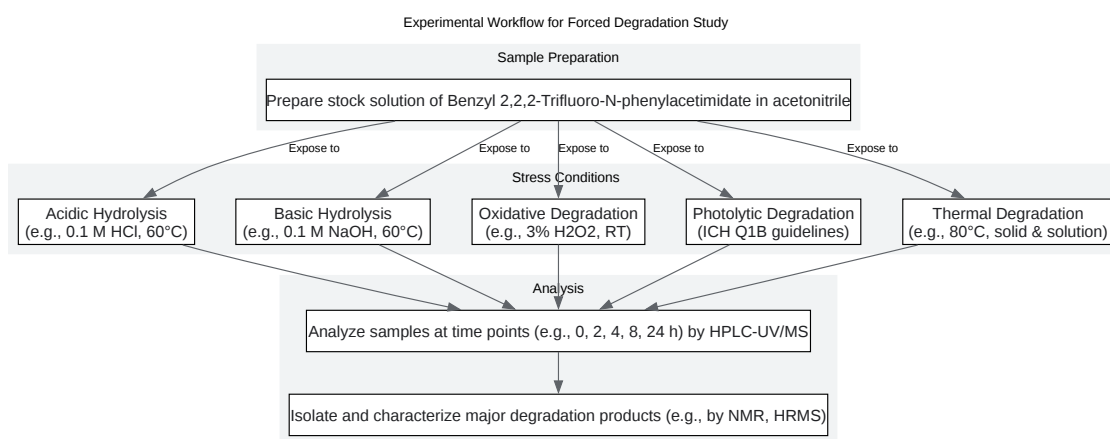 Experimental Workflow for Forced Degradation Study
Sample Preparation
Prepare stock solution of Benzyl 2,2,2-Trifluoro-N-phenylacetimidate in acetonitrile
Expose to
Expose to
Expose to
Expose to
Expose to
Stress Conditions
Acidic Hydrolysis
(e.g., 0.1 M HCl, 60°C)
Basic Hydrolysis
(e.g., 0.1 M NaOH, 60°C)
Oxidative Degradation
(e.g., 3% H2O2, RT)
Photolytic Degradation
(ICH Q1B guidelines)
Thermal Degradation
(e.g., 80°C, solid & solution)
Analysis
Analyze samples at time points (e.g., 0, 2, 4, 8, 24 h) by HPLC-UV/MS
Isolate and characterize major degradation products (e.g., by NMR, HRMS)